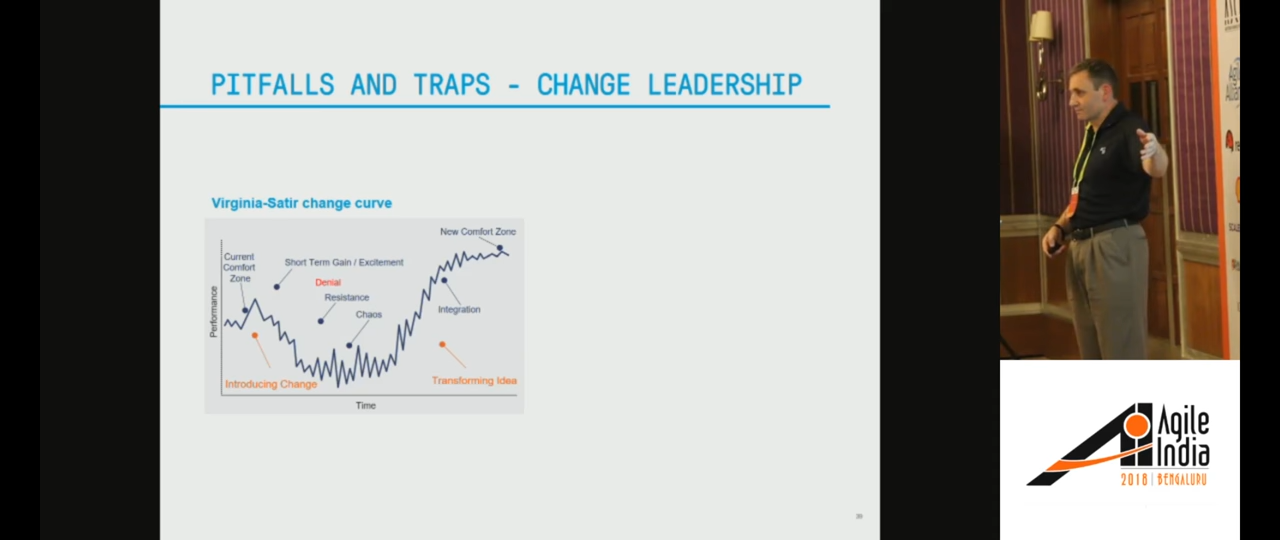 PITFALLS AND TRAPS - CHANGE LEADERSHIP
Virginia-Satir change curve
New Comfort Zone
Current
Comfort
Zone
Short Term Gain / Excitement
Denial
Resistance
Chaos
Integration
Performance
Introducing Change
Transforming Idea
Time
39
Agile
India
2018 | BENGALURU